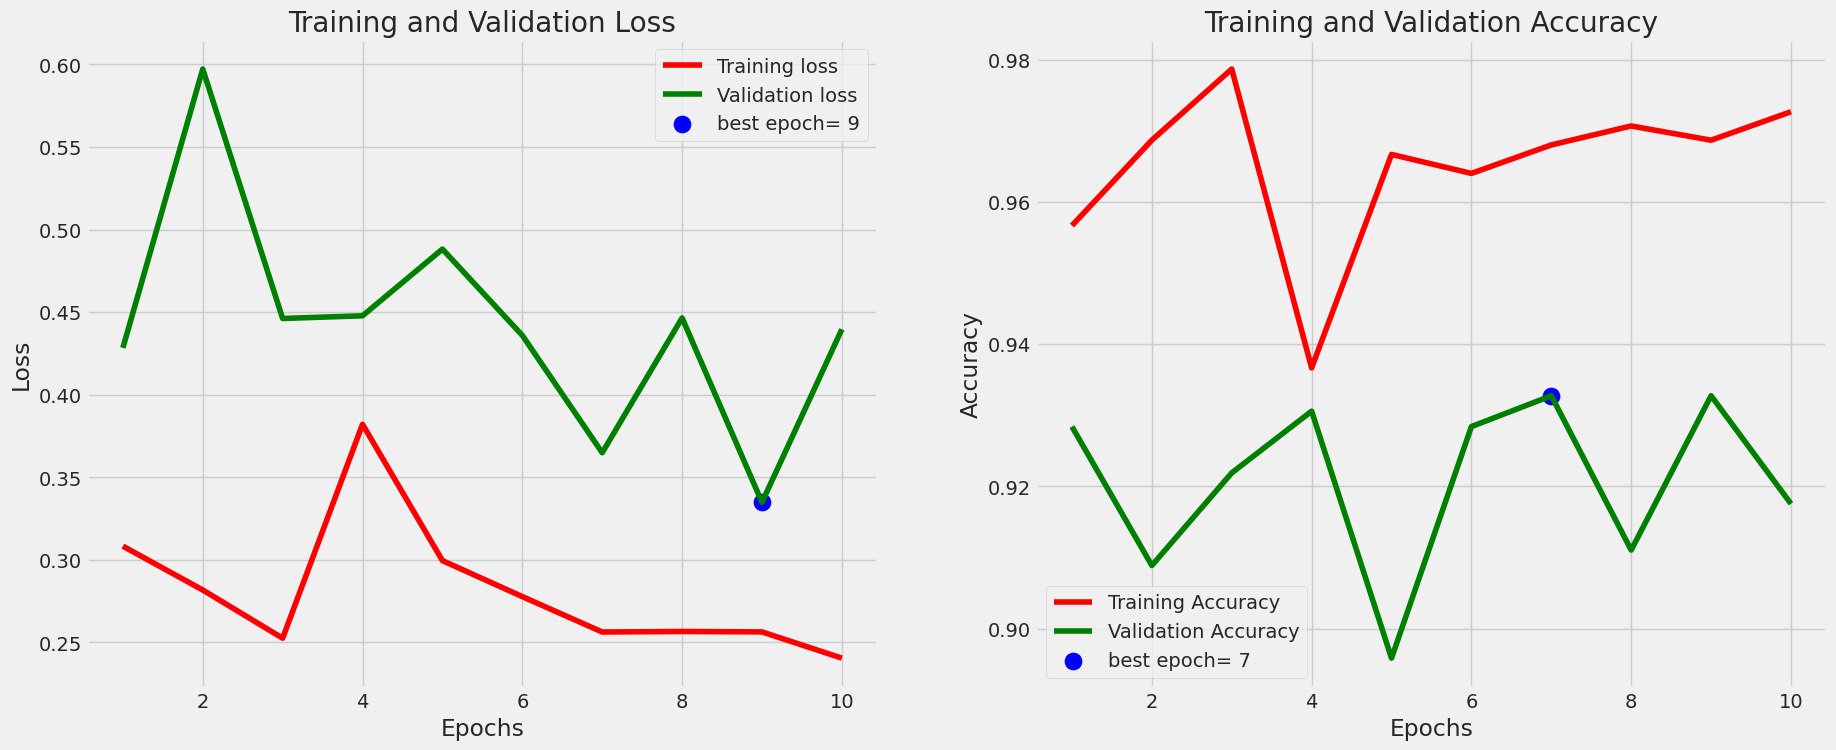 Training and Validation Loss
Training loss
Validation loss
best epoch= 9
0.60
0.55
0.50
0.45
0.40
0.35
0.30
0.25
Loss
2 4 6 8 10
Epochs
Training and Validation Accuracy
0.98
0.96
0.94
0.92
0.90
Accuracy
Training Accuracy
Validation Accuracy
best epoch= 7
2 4 6 8 10
Epochs